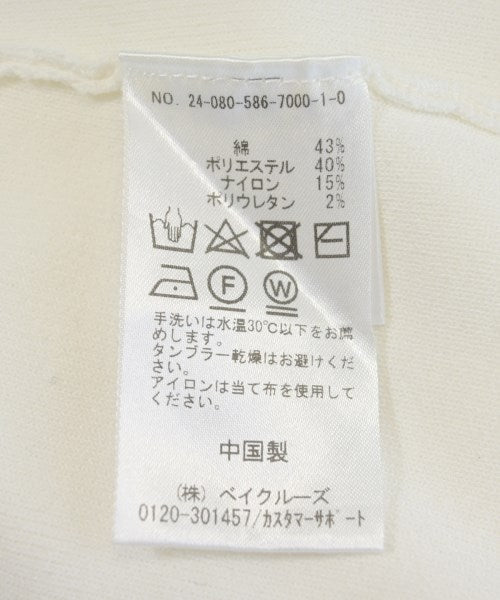 NO. 24-080-586-7000-1-0
綿 43%
ポリエステル 40%
ナイロン 15%
ポリウレタン 2%
F W
手洗いは水温30℃以下をお薦
めします。
タンブラー乾燥はお避けくだ
さい。
アイロンは当て布を使用して
ください。
中国製
(株) ベイクルーズ
0120-301457/カスタマーサポート